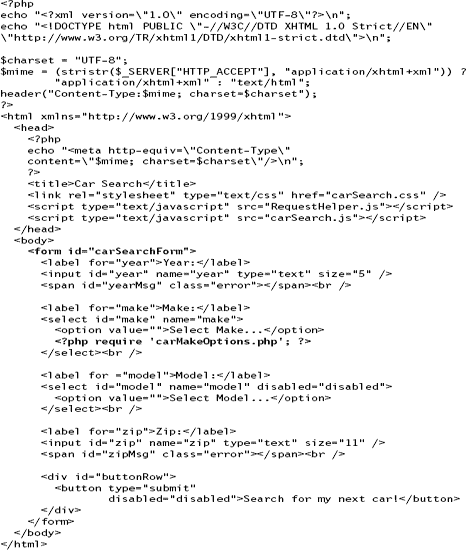 <?php
echo "<?xml version=\"1.0\" encoding=\"UTF-8\"?>\n";
echo "<!DOCTYPE html PUBLIC \"-//W3C//DTD XHTML 1.0 Strict//EN\"
\"http://www.w3.org/TR/xhtml1/DTD/xhtml1-strict.dtd\">\n";

$charset = "UTF-8";
$mime = (stristr($_SERVER["HTTP_ACCEPT"], "application/xhtml+xml")) ?
        "application/xhtml+xml" : "text/html";
header("Content-Type:$mime; charset=$charset");
?>
<html xmlns="http://www.w3.org/1999/xhtml">
  <head>
    <?php
    echo "<meta http-equiv=\"Content-Type\"
    content=\"$mime; charset=$charset\"/>\n";
    ?>
    <title>Car Search</title>
    <link rel="stylesheet" type="text/css" href="carSearch.css" />
    <script type="text/javascript" src="RequestHelper.js"></script>
    <script type="text/javascript" src="carSearch.js"></script>
  </head>
  <body>
    <form id="carSearchForm">
      <label for="year">Year:</label>
      <input id="year" name="year" type="text" size="5" />
      <span id="yearMsg" class="error"></span><br />

      <label for="make">Make:</label>
      <select id="make" name="make">
        <option value="">Select Make...</option>
        <?php require 'carMakeOptions.php'; ?>
      </select><br />

      <label for ="model">Model:</label>
      <select id="model" name="model" disabled="disabled">
        <option value="">Select Model...</option>
      </select><br />

      <label for="zip">Zip:</label>
      <input id="zip" name="zip" type="text" size="11" />
      <span id="zipMsg" class="error"></span><br />

      <div id="buttonRow">
        <button type="submit"
                disabled="disabled">Search for my next car!</button>
      </div>
    </form>
  </body>
</html>